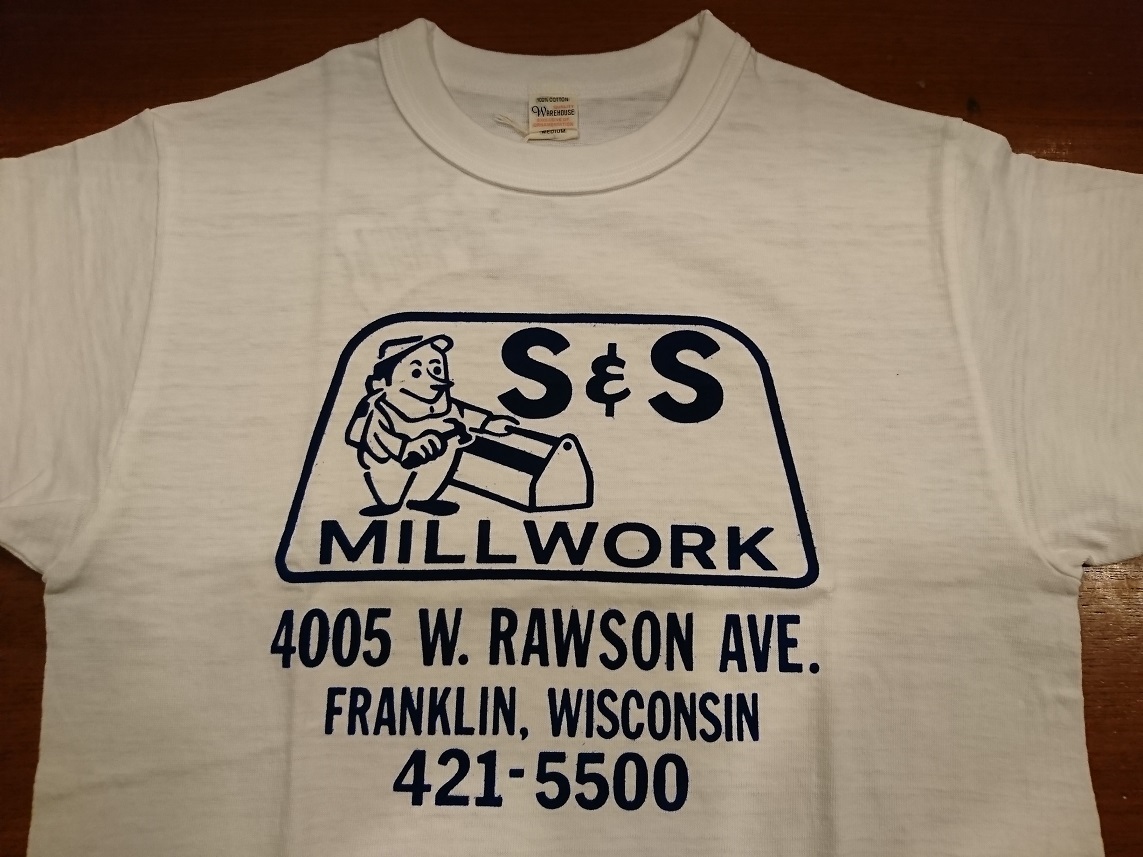 100% COTTON
WAREHOUSE
MEDIUM
S & S
MILLWORK
4005 W. RAWSON AVE.
FRANKLIN, WISCONSIN
421-5500